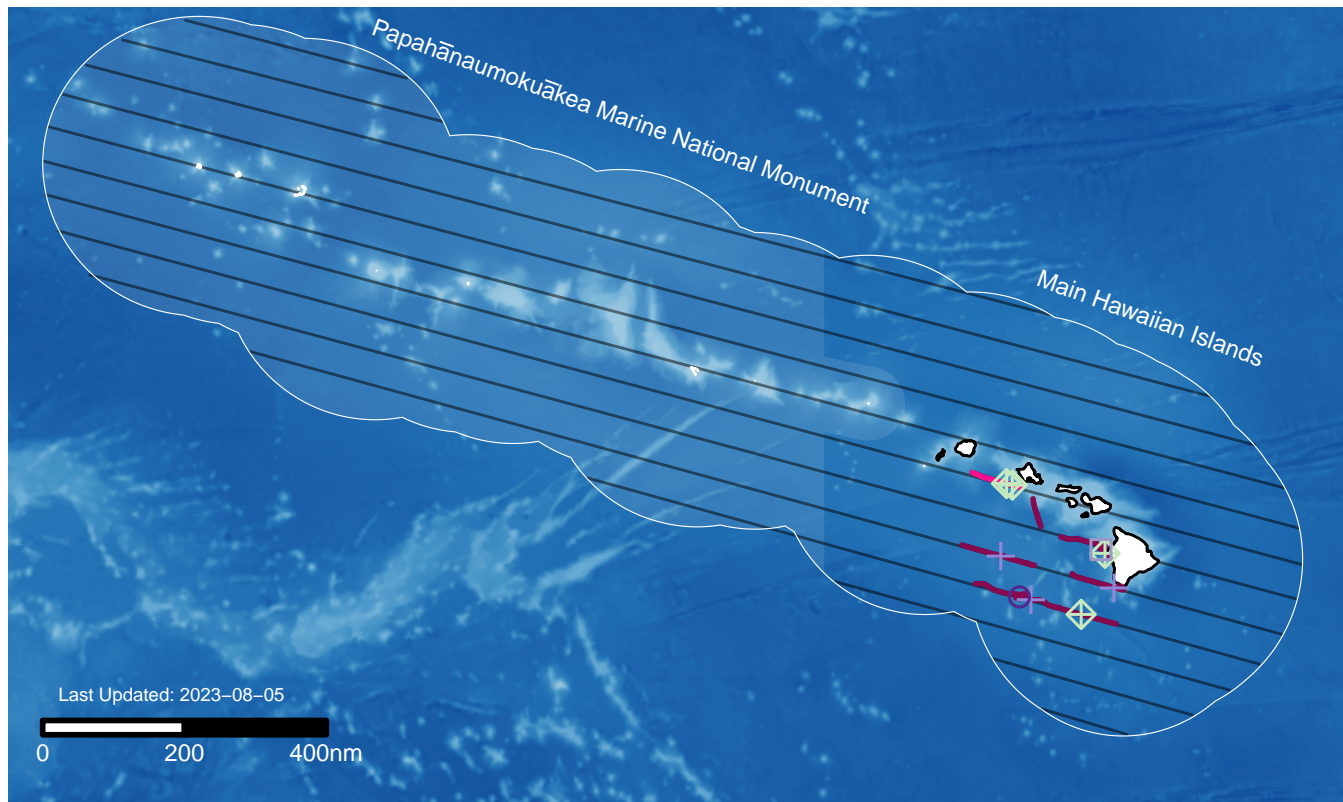 Papahānaumokuākea Marine National Monument
Main Hawaiian Islands
Last Updated: 2023−08−05
0 200 400nm